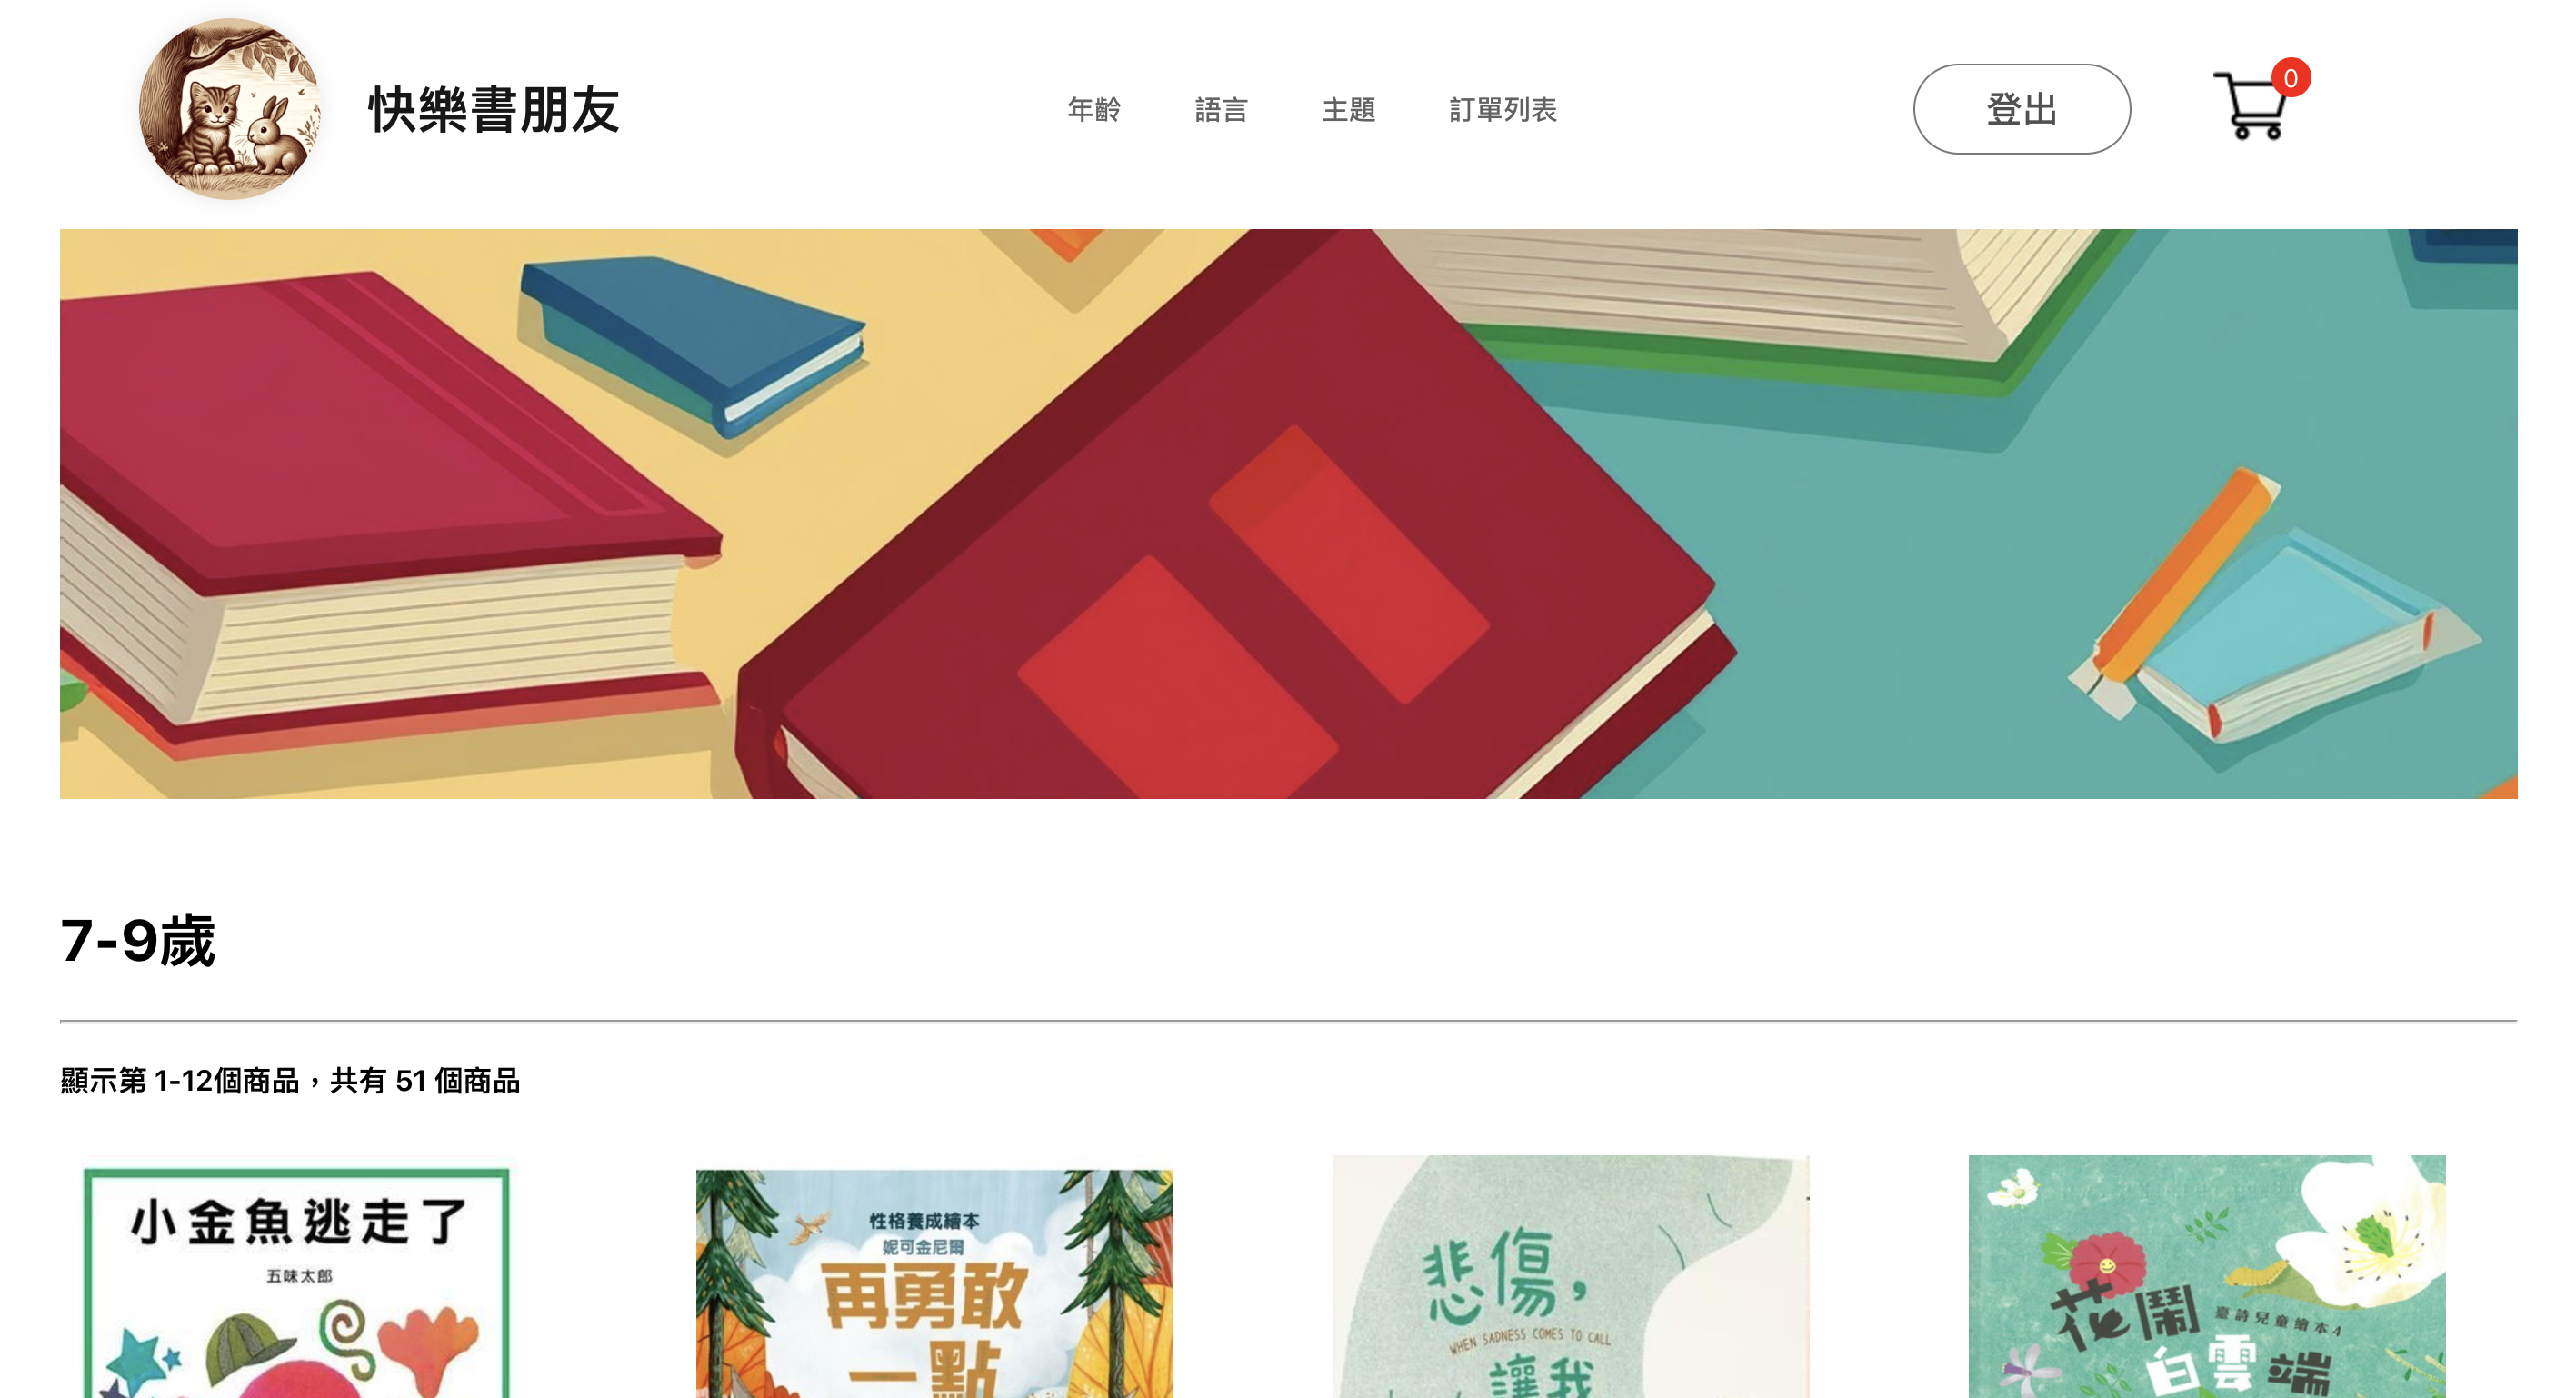 快樂書朋友
年齡
語言
主題
訂單列表
登出
0
7-9歲
顯示第 1-12個商品，共有 51 個商品
小金魚逃走了
五味太郎
性格養成繪本
妮可金尼爾
再勇敢
一點
悲傷，
WHEN SADNESS COMES TO CALL
讓我
花鬧
臺詩兒童繪本4
白雲端